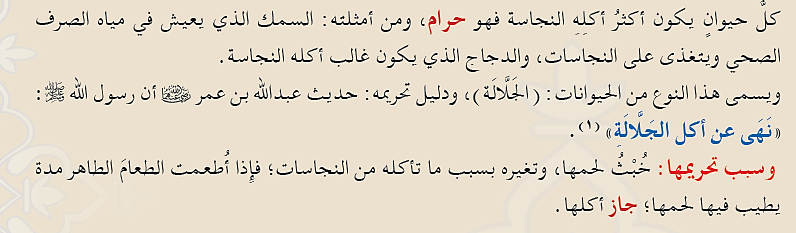 كلُّ حيوانٍ يكون أكثرُ أكلِهِ النجاسة فهو حرام، ومن أمثلته: السمك الذي يعيش في مياه الصرف
الصحي ويتغذى على النجاسات، والدجاج الذي يكون غالب أكله النجاسة.
ويسمى هذا النوع من الحيوانات: (الجَلَّالَة)، ودليل تحريمه: حديث عبدالله بن عمر ﵄ أن رسول الله ﷺ:
«نَهَى عن أكل الجَلَّالَةِ» (١).
وسبب تحريمها: خُبْثُ لحمها، وتغيره بسبب ما تأكله من النجاسات؛ فإذا أُطعمت الطعامَ الطاهر مدة
يطيب فيها لحمها؛ جاز أكلها.